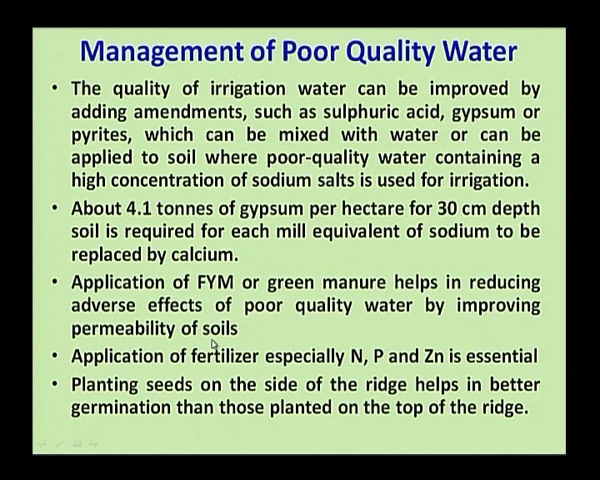 Management of Poor Quality Water
• The quality of irrigation water can be improved by
adding amendments, such as sulphuric acid, gypsum or
pyrites, which can be mixed with water or can be
applied to soil where poor-quality water containing a
high concentration of sodium salts is used for irrigation.
• About 4.1 tonnes of gypsum per hectare for 30 cm depth
soil is required for each mill equivalent of sodium to be
replaced by calcium.
• Application of FYM or green manure helps in reducing
adverse effects of poor quality water by improving
permeability of soils
• Application of fertilizer especially N, P and Zn is essential
• Planting seeds on the side of the ridge helps in better
germination than those planted on the top of the ridge.